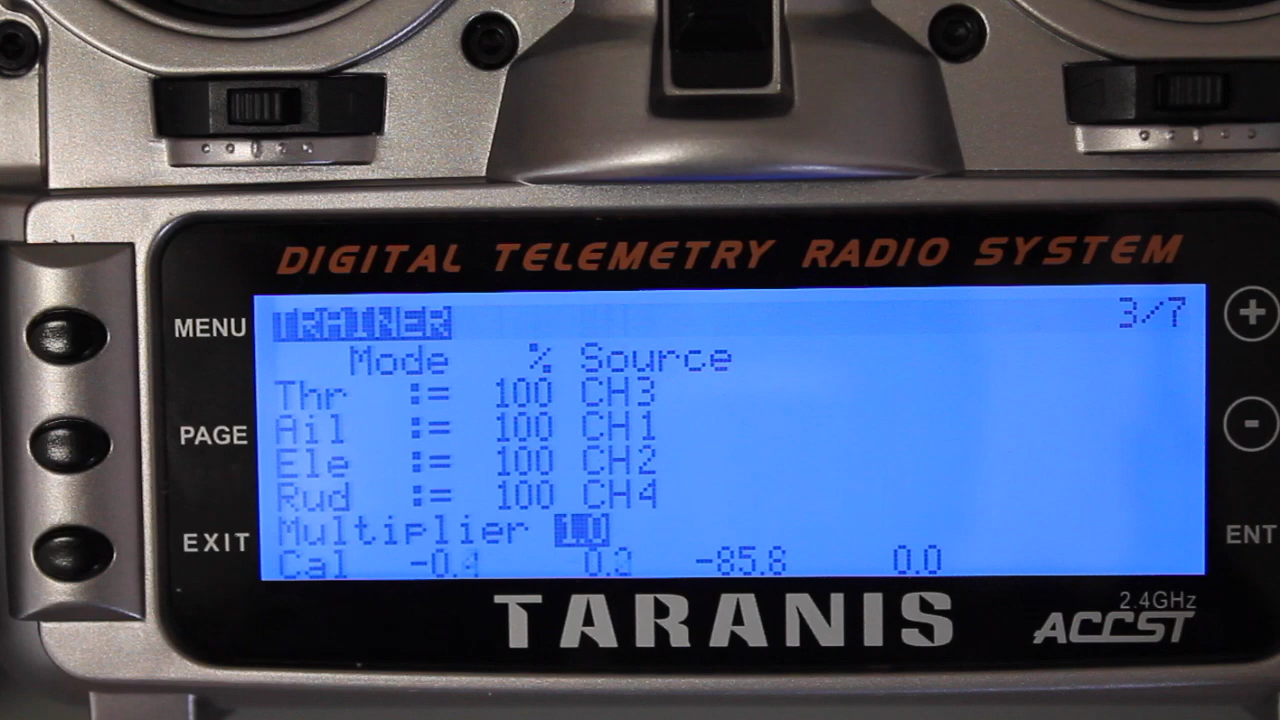 DIGITAL TELEMETRY RADIO SYSTEM
MENU
PAGE
EXIT
TRAINER 3/7
Mode % Source
Thr := 100 CH3
Ail := 100 CH1
Ele := 100 CH2
Rud := 100 CH4
Multiplier 1.0
Cal -0.4 -85.8 0.0
+
-
ENT
TARANIS
2.4GHz
ACCST